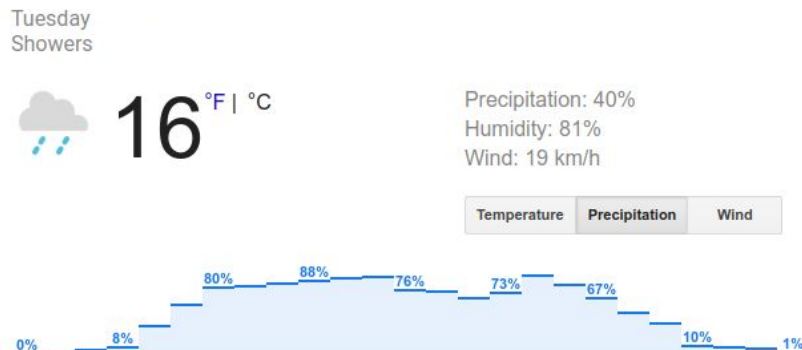 Tuesday
Showers
16 °F | °C
Precipitation: 40%
Humidity: 81%
Wind: 19 km/h
Temperature Precipitation Wind
0% 8% 80% 88% 76% 73% 67% 10% 1%